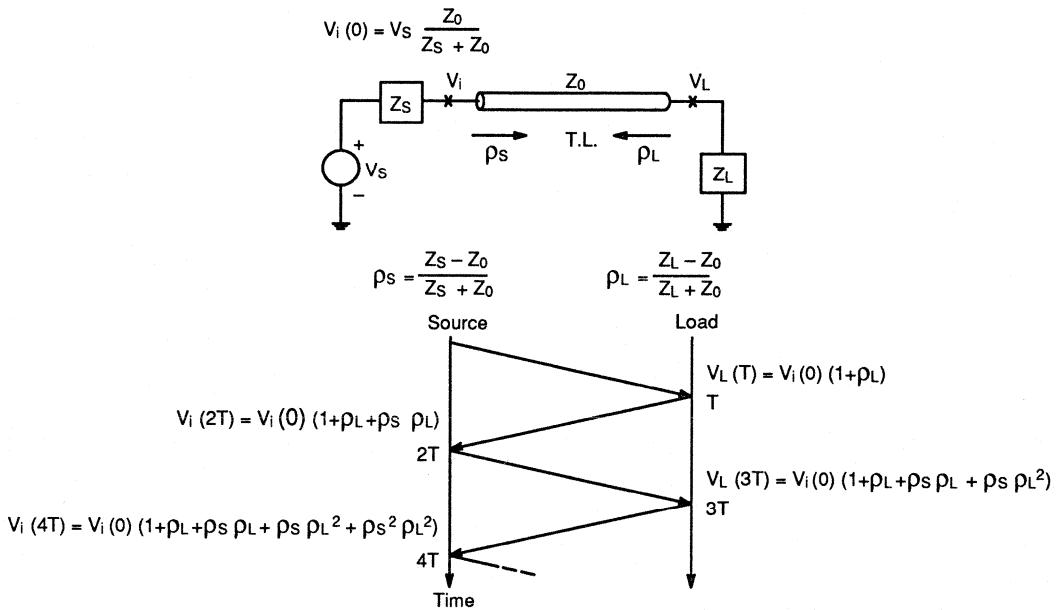 Vi (0) = VS Z0 / ZS + Z0
Vi Z0 VL
ZS
ρS T.L. ρL
+
VS
−
ZL
ρS = ZS − Z0 / ZS + Z0
ρL = ZL − Z0 / ZL + Z0
Source Load
VL (T) = Vi (0) (1+ρL)
T
Vi (2T) = Vi (0) (1+ρL+ρS ρL)
2T
VL (3T) = Vi (0) (1+ρL+ρS ρL + ρS ρL²)
3T
Vi (4T) = Vi (0) (1+ρL+ρS ρL + ρS ρL² + ρS² ρL²)
4T
Time